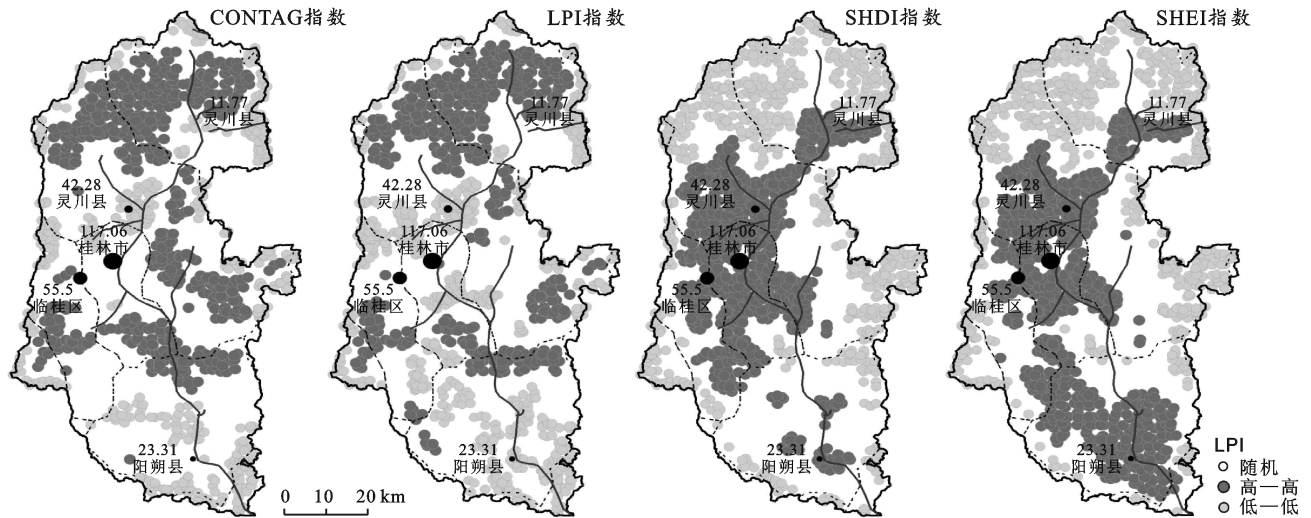 CONTAG指数
11.77
灵川县
42.28
灵川县
117.06
桂林市
55.5
临桂区
23.31
阳朔县
0 10 20 km
LPI指数
11.77
灵川县
42.28
灵川县
117.06
桂林市
55.5
临桂区
23.31
阳朔县
SHDI指数
11.77
灵川县
42.28
灵川县
117.06
桂林市
55.5
临桂区
23.31
阳朔县
SHEI指数
11.77
灵川县
42.28
灵川县
117.06
桂林市
55.5
临桂区
23.31
阳朔县
LPI
随机
高—高
低—低